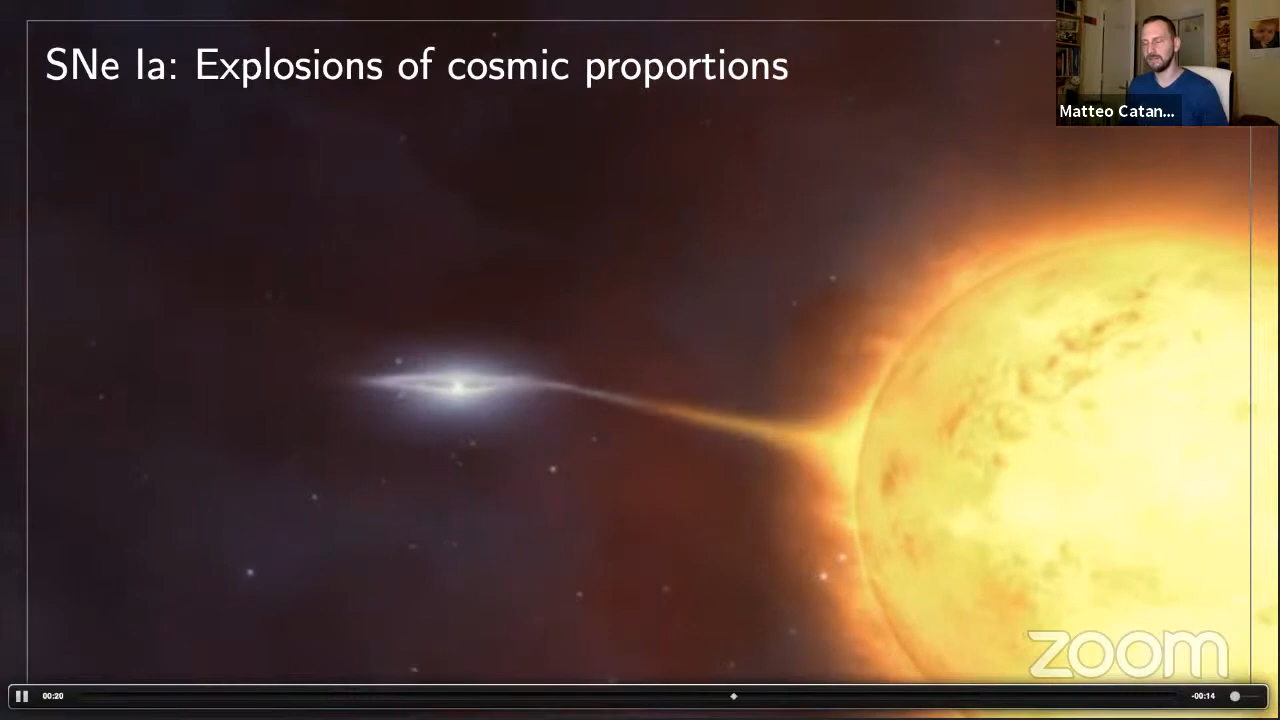 SNe Ia: Explosions of cosmic proportions
Matteo Catan...
zoom
00:20
-00:14